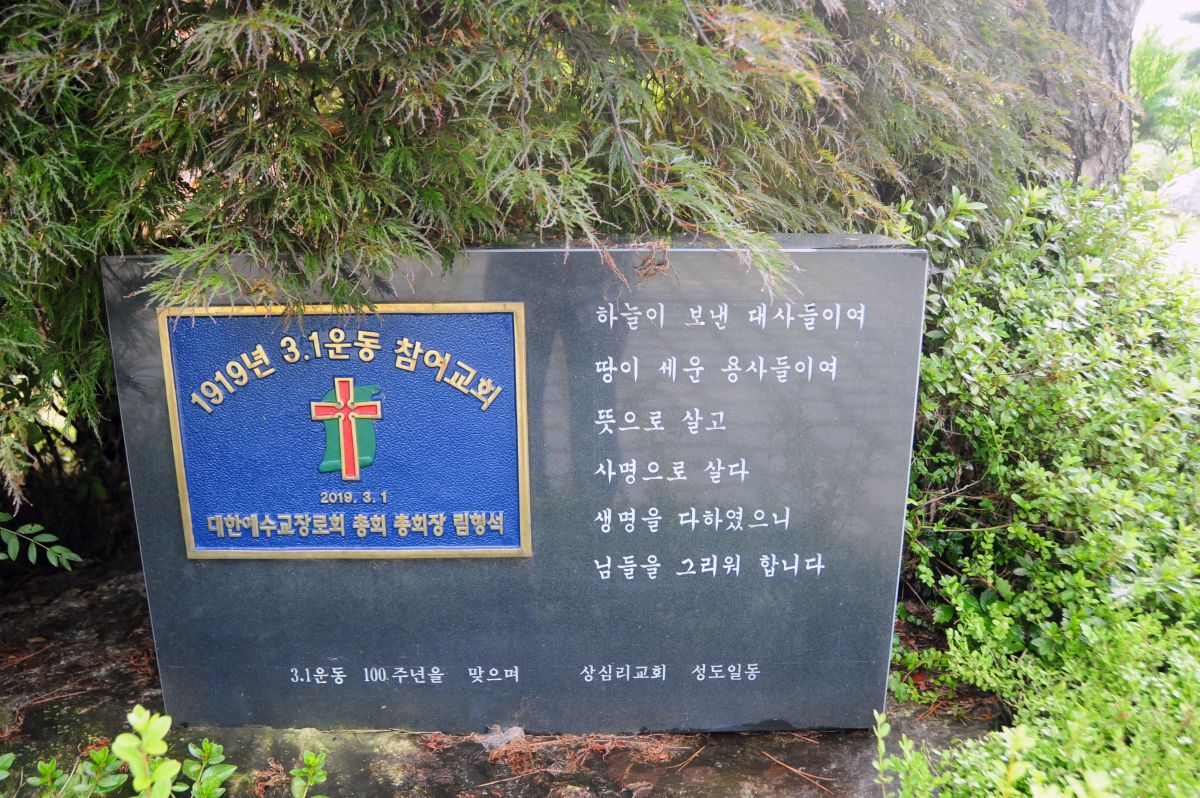 1919년 3.1운동 참여교회
2019. 3. 1
대한예수교장로회 총회 총회장 림형석
하늘이 보낸 대사들이여
땅이 세운 용사들이여
뜻으로 살고
사명으로 살다
생명을 다하였으니
님들을 그리워 합니다
3.1운동 100주년을 맞으며 상심리교회 성도일동